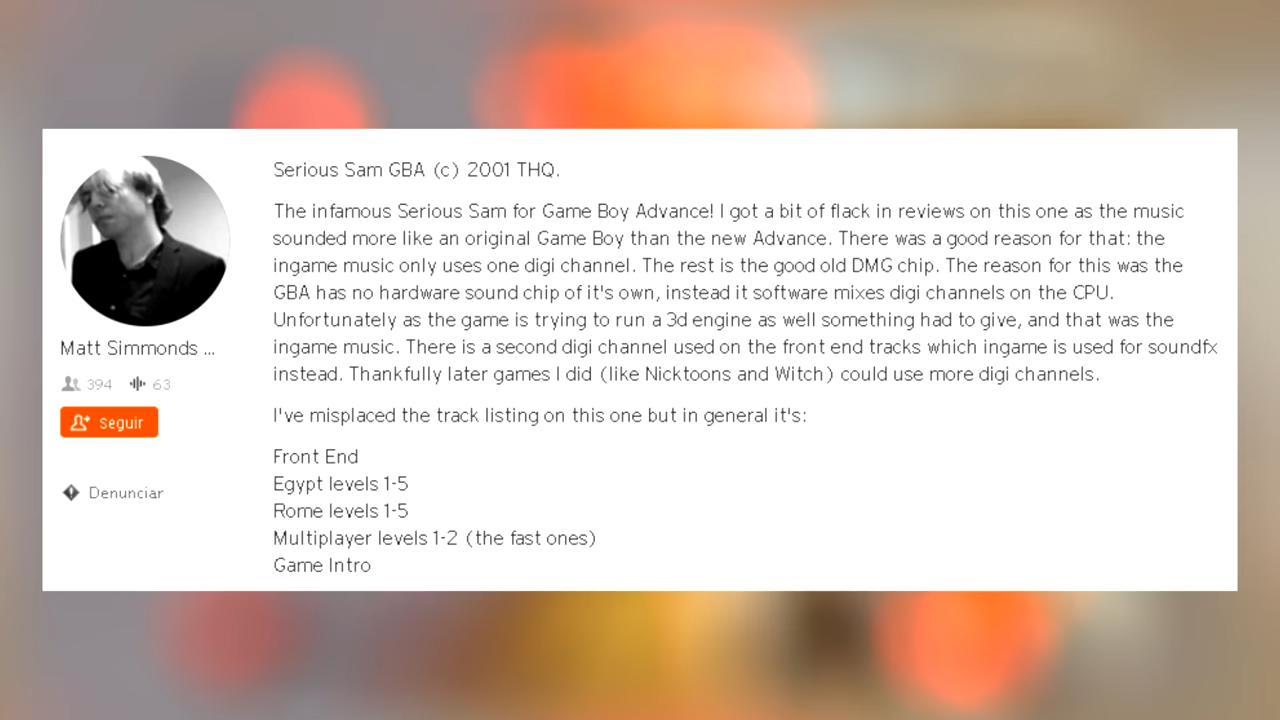 Serious Sam GBA (c) 2001 THQ.
The infamous Serious Sam for Game Boy Advance! I got a bit of flack in reviews on this one as the music
sounded more like an original Game Boy than the new Advance. There was a good reason for that: the
ingame music only uses one digi channel. The rest is the good old DMG chip. The reason for this was the
GBA has no hardware sound chip of it's own, instead it software mixes digi channels on the CPU.
Unfortunately as the game is trying to run a 3d engine as well something had to give, and that was the
ingame music. There is a second digi channel used on the front end tracks which ingame is used for soundfx
instead. Thankfully later games I did (like Nicktoons and Witch) could use more digi channels.
I've misplaced the track listing on this one but in general it's:
Front End
Egypt levels 1-5
Rome levels 1-5
Multiplayer levels 1-2 (the fast ones)
Game Intro
Matt Simmonds ...
394 63
Seguir
Denunciar